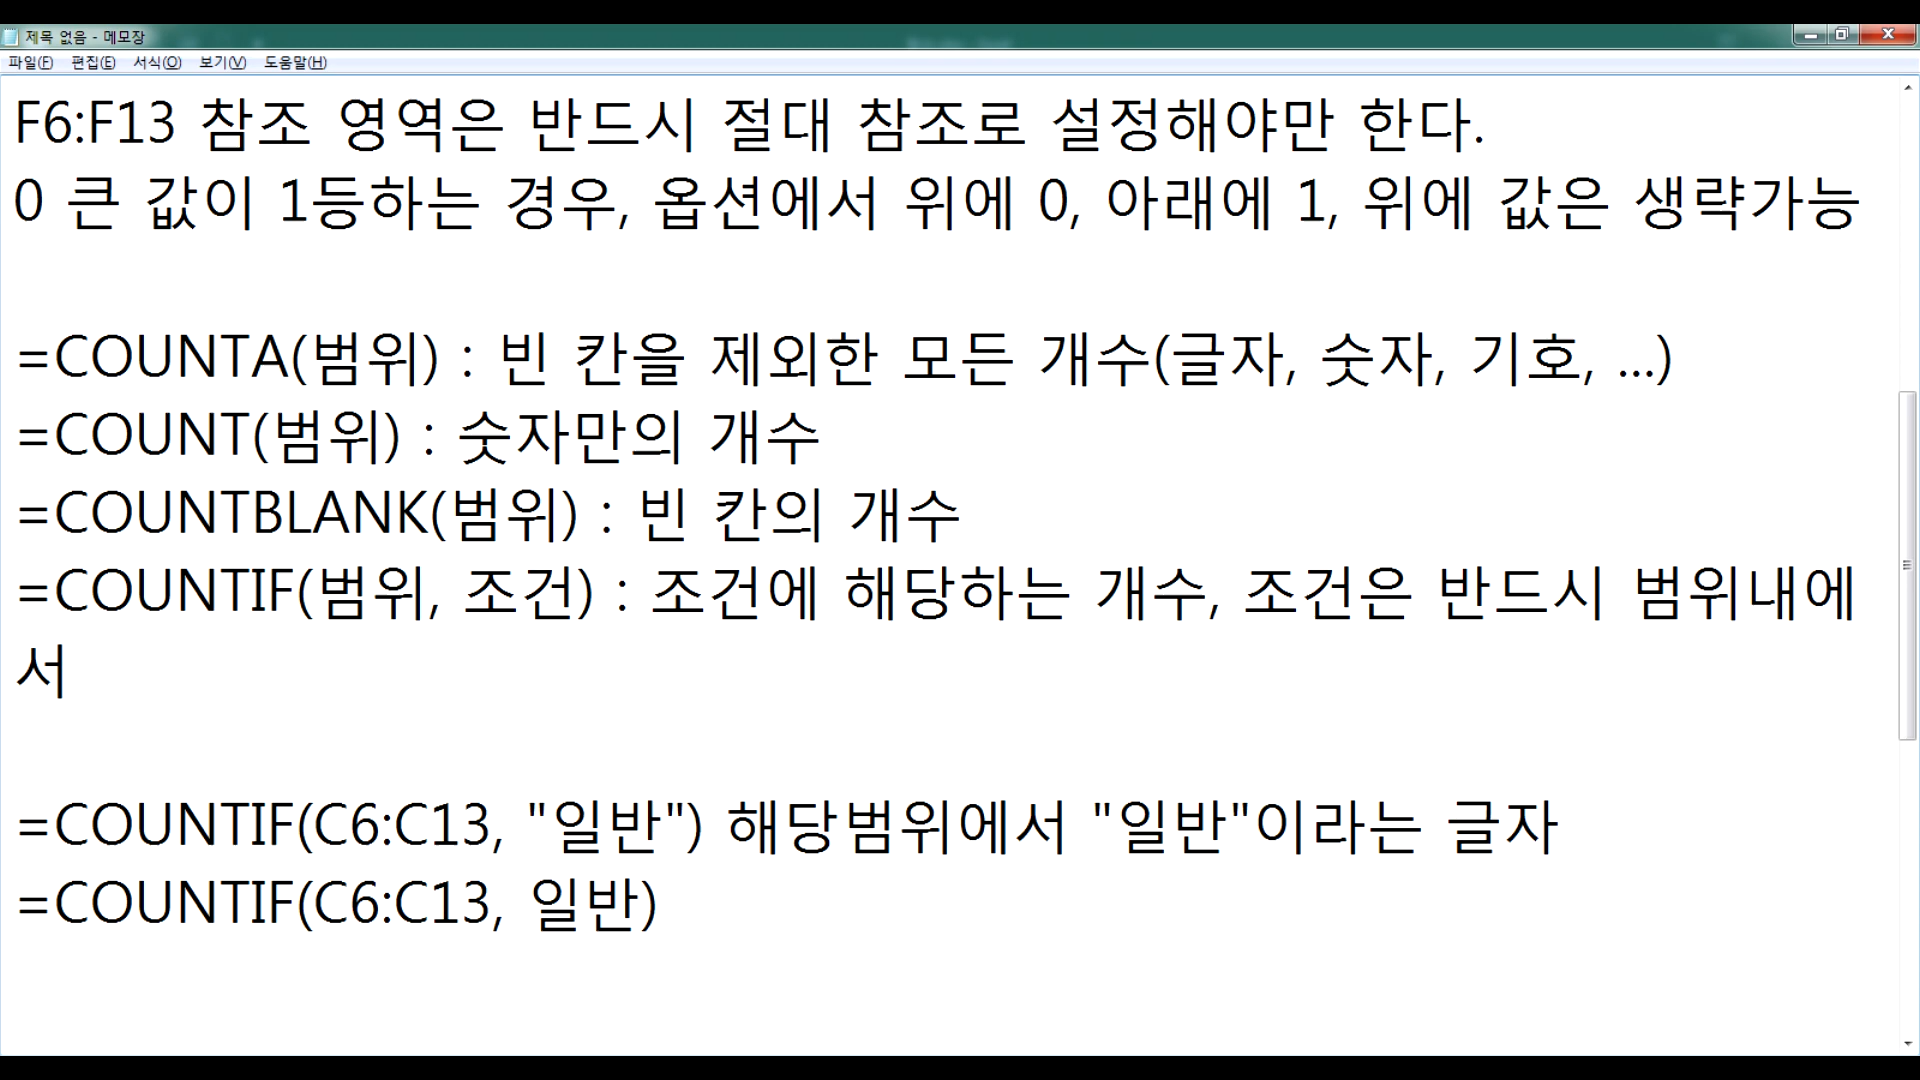 제목 없음 - 메모장
파일(F) 편집(E) 서식(O) 보기(V) 도움말(H)
F6:F13 참조 영역은 반드시 절대 참조로 설정해야만 한다.
0 큰 값이 1등하는 경우, 옵션에서 위에 0, 아래에 1, 위에 값은 생략가능
=COUNTA(범위) : 빈 칸을 제외한 모든 개수(글자, 숫자, 기호, ...)
=COUNT(범위) : 숫자만의 개수
=COUNTBLANK(범위) : 빈 칸의 개수
=COUNTIF(범위, 조건) : 조건에 해당하는 개수, 조건은 반드시 범위내에
서
=COUNTIF(C6:C13, "일반") 해당범위에서 "일반"이라는 글자
=COUNTIF(C6:C13, 일반)